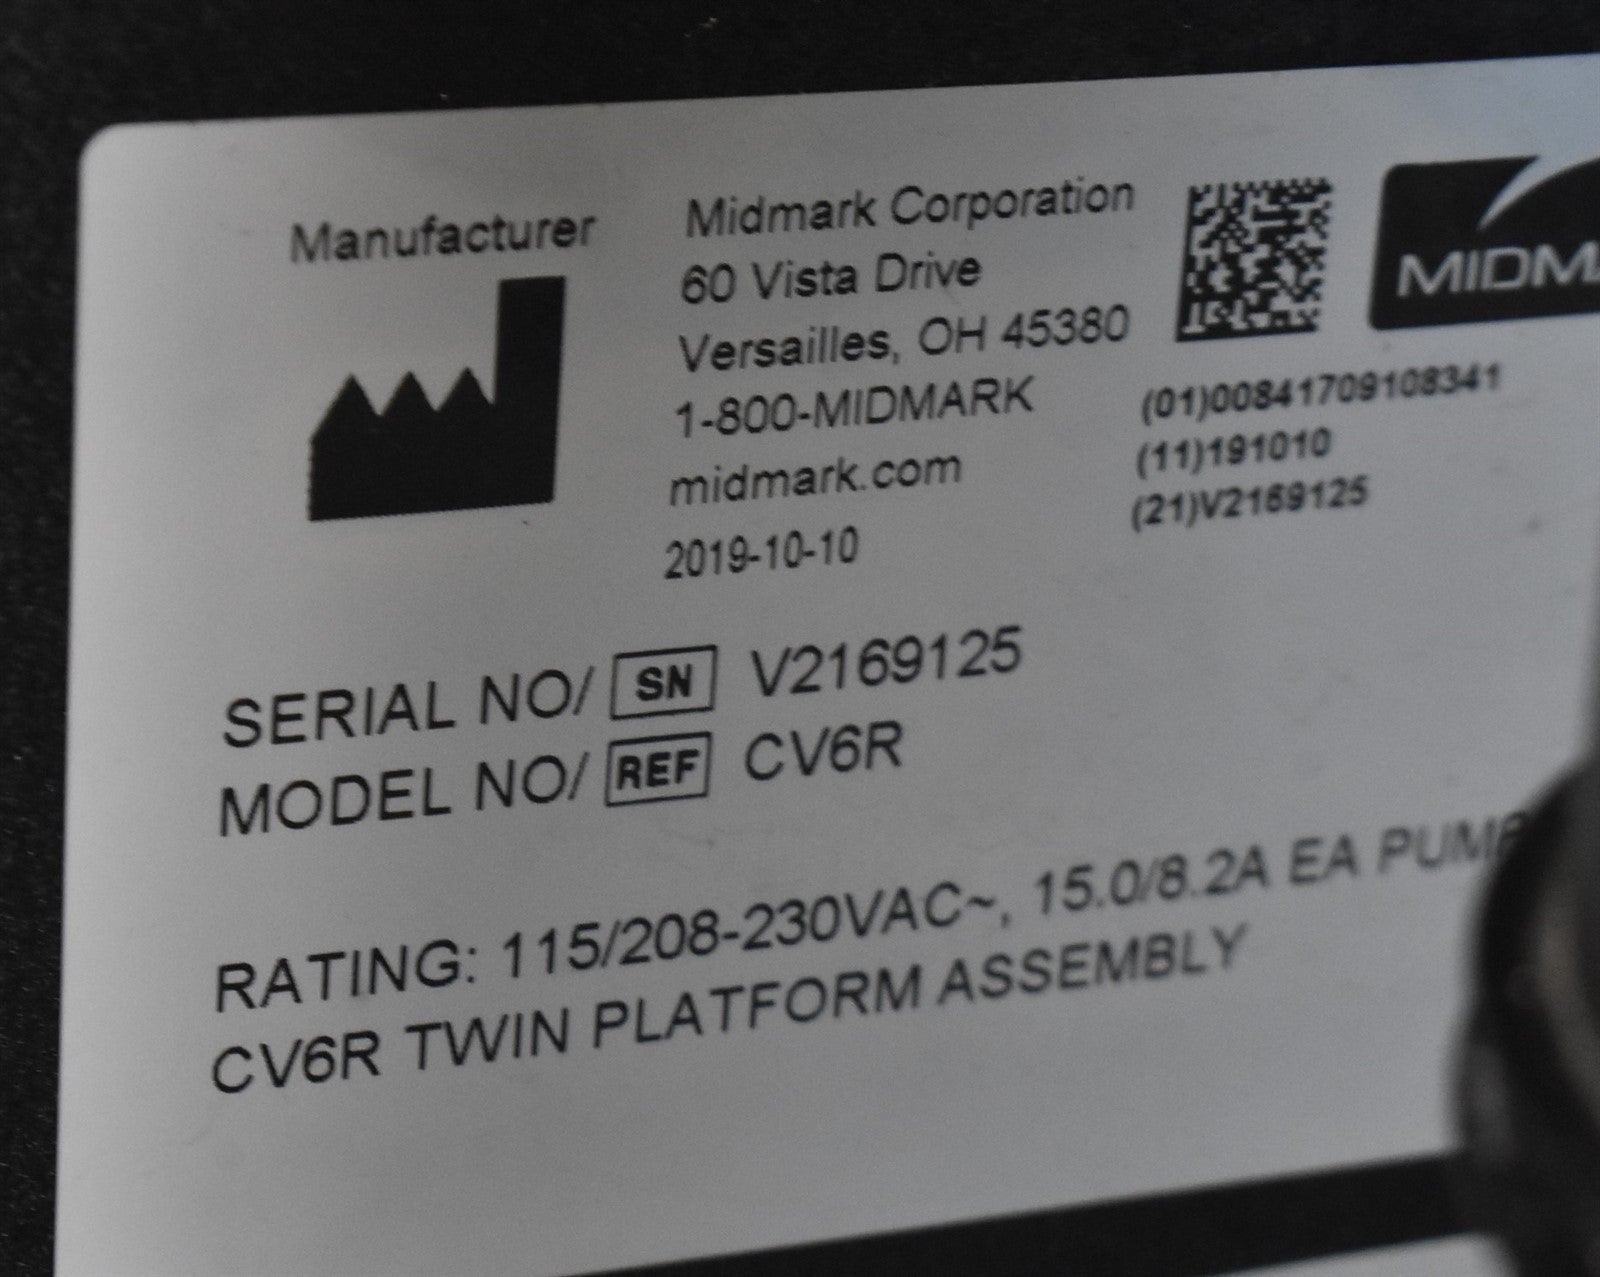 Manufacturer
Midmark Corporation
60 Vista Drive
Versailles, OH 45380
1-800-MIDMARK
midmark.com
2019-10-10
MIDMA
(01)00841709108341
(11)191010
(21)V2169125
SERIAL NO/ SN V2169125
MODEL NO/ REF CV6R
RATING: 115/208-230VAC~, 15.0/8.2A EA PUMP
CV6R TWIN PLATFORM ASSEMBLY